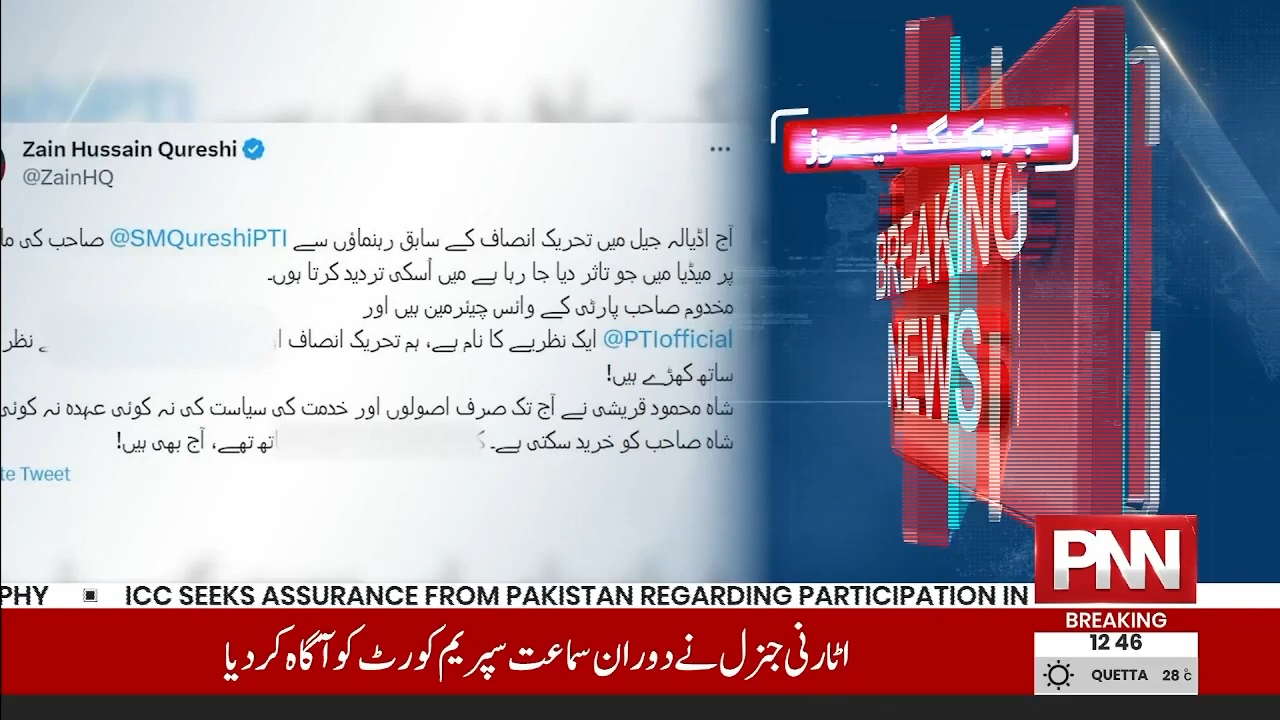 Zain Hussain Qureshi
@ZainHQ
آج اڈیالہ جیل میں تحریک انصاف کے سابق رہنماؤں سے @SMQureshiPTI صاحب کی
پر میڈیا میں جو تاثر دیا جا رہا ہے میں اُسکی تردید کرتا ہوں۔
مخدوم صاحب پارٹی کے وائس چیئرمین ہیں اور
@PTIofficial ایک نظریے کا نام ہے، ہم تحریک انصاف
ساتھ کھڑے ہیں!
شاہ محمود قریشی نے آج تک صرف اصولوں اور خدمت کی سیاست کی نہ کوئی عہدہ نہ کوئی
شاہ صاحب کو خرید سکتی ہے۔ تھے، آج بھی ہیں!
Tweet
بریکنگ نیوز
BREAKING
NEWS
PNN
PHY ▣ ICC SEEKS ASSURANCE FROM PAKISTAN REGARDING PARTICIPATION IN
BREAKING
12 46
QUETTA 28°C
اٹارنی جنرل نے دوران سماعت سپریم کورٹ کو آگاہ کر دیا